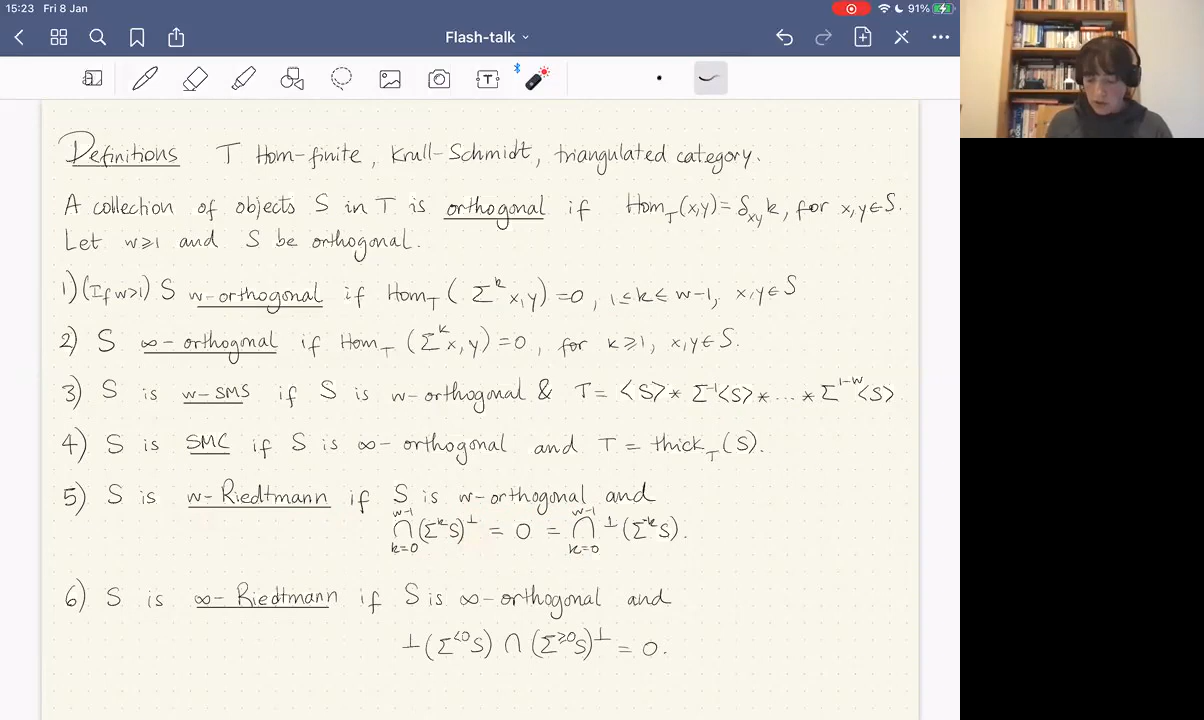 15:23 Fri 8 Jan 91%
Flash-talk
T
Definitions T Hom-finite, Krull-Schmidt, triangulated category.
A collection of objects S in T is orthogonal if Hom_T(x,y) = δ_xy k, for x,y ∈ S.
Let w ≥ 1 and S be orthogonal.
1) (If w>1) S w-orthogonal if Hom_T(Σ^k x, y) = 0, 1 ≤ k ≤ w-1, x,y ∈ S
2) S ∞-orthogonal if Hom_T(Σ^k x, y) = 0, for k ≥ 1, x,y ∈ S.
3) S is w-SMS if S is w-orthogonal & T = <S> * Σ^-1<S> * ... * Σ^1-w<S>
4) S is SMC if S is ∞-orthogonal and T = thick_T(S).
5) S is w-Riedtmann if S is w-orthogonal and
⋂_{k=0}^{w-1} (Σ^k S)^⊥ = 0 = ⋂_{k=0}^{w-1} ^⊥(Σ^-k S).
6) S is ∞-Riedtmann if S is ∞-orthogonal and
^⊥(Σ^<0 S) ∩ (Σ^≥0 S)^⊥ = 0.